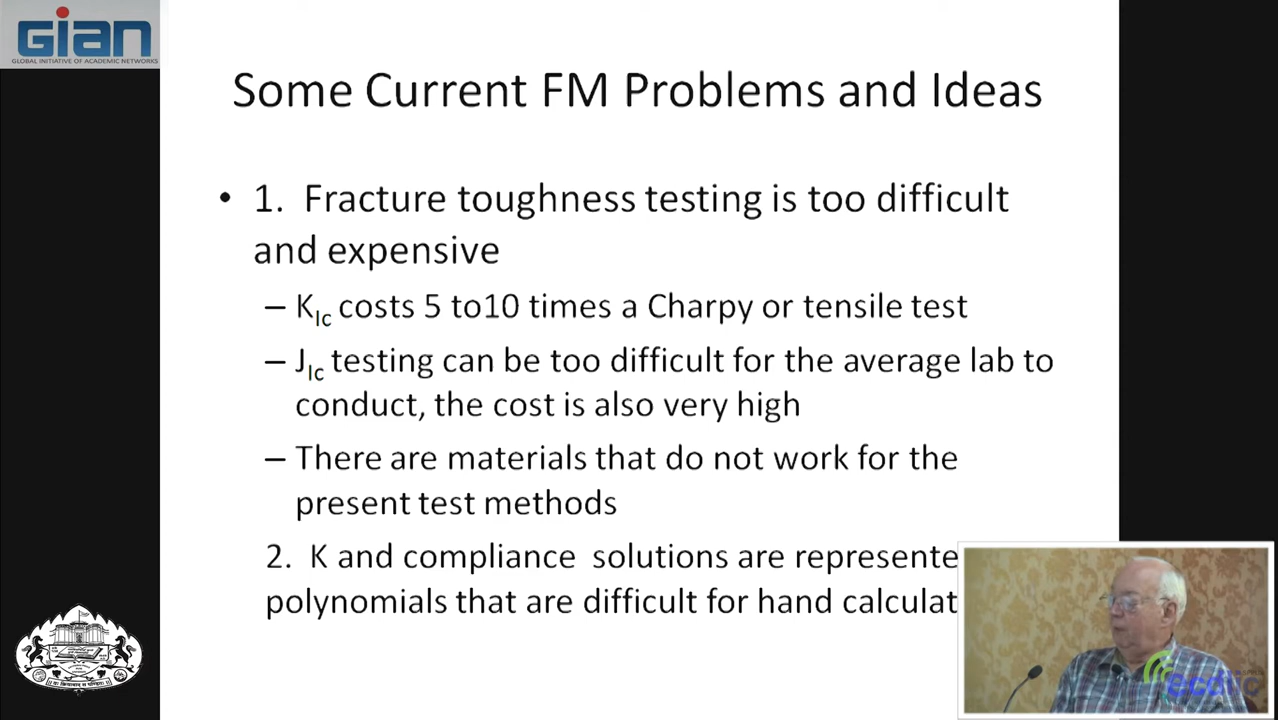 GIAN
GLOBAL INITIATIVE OF ACADEMIC NETWORKS
Some Current FM Problems and Ideas
• 1. Fracture toughness testing is too difficult
and expensive
– KIc costs 5 to10 times a Charpy or tensile test
– JIc testing can be too difficult for the average lab to
conduct, the cost is also very high
– There are materials that do not work for the
present test methods
2. K and compliance solutions are represente
polynomials that are difficult for hand calculat